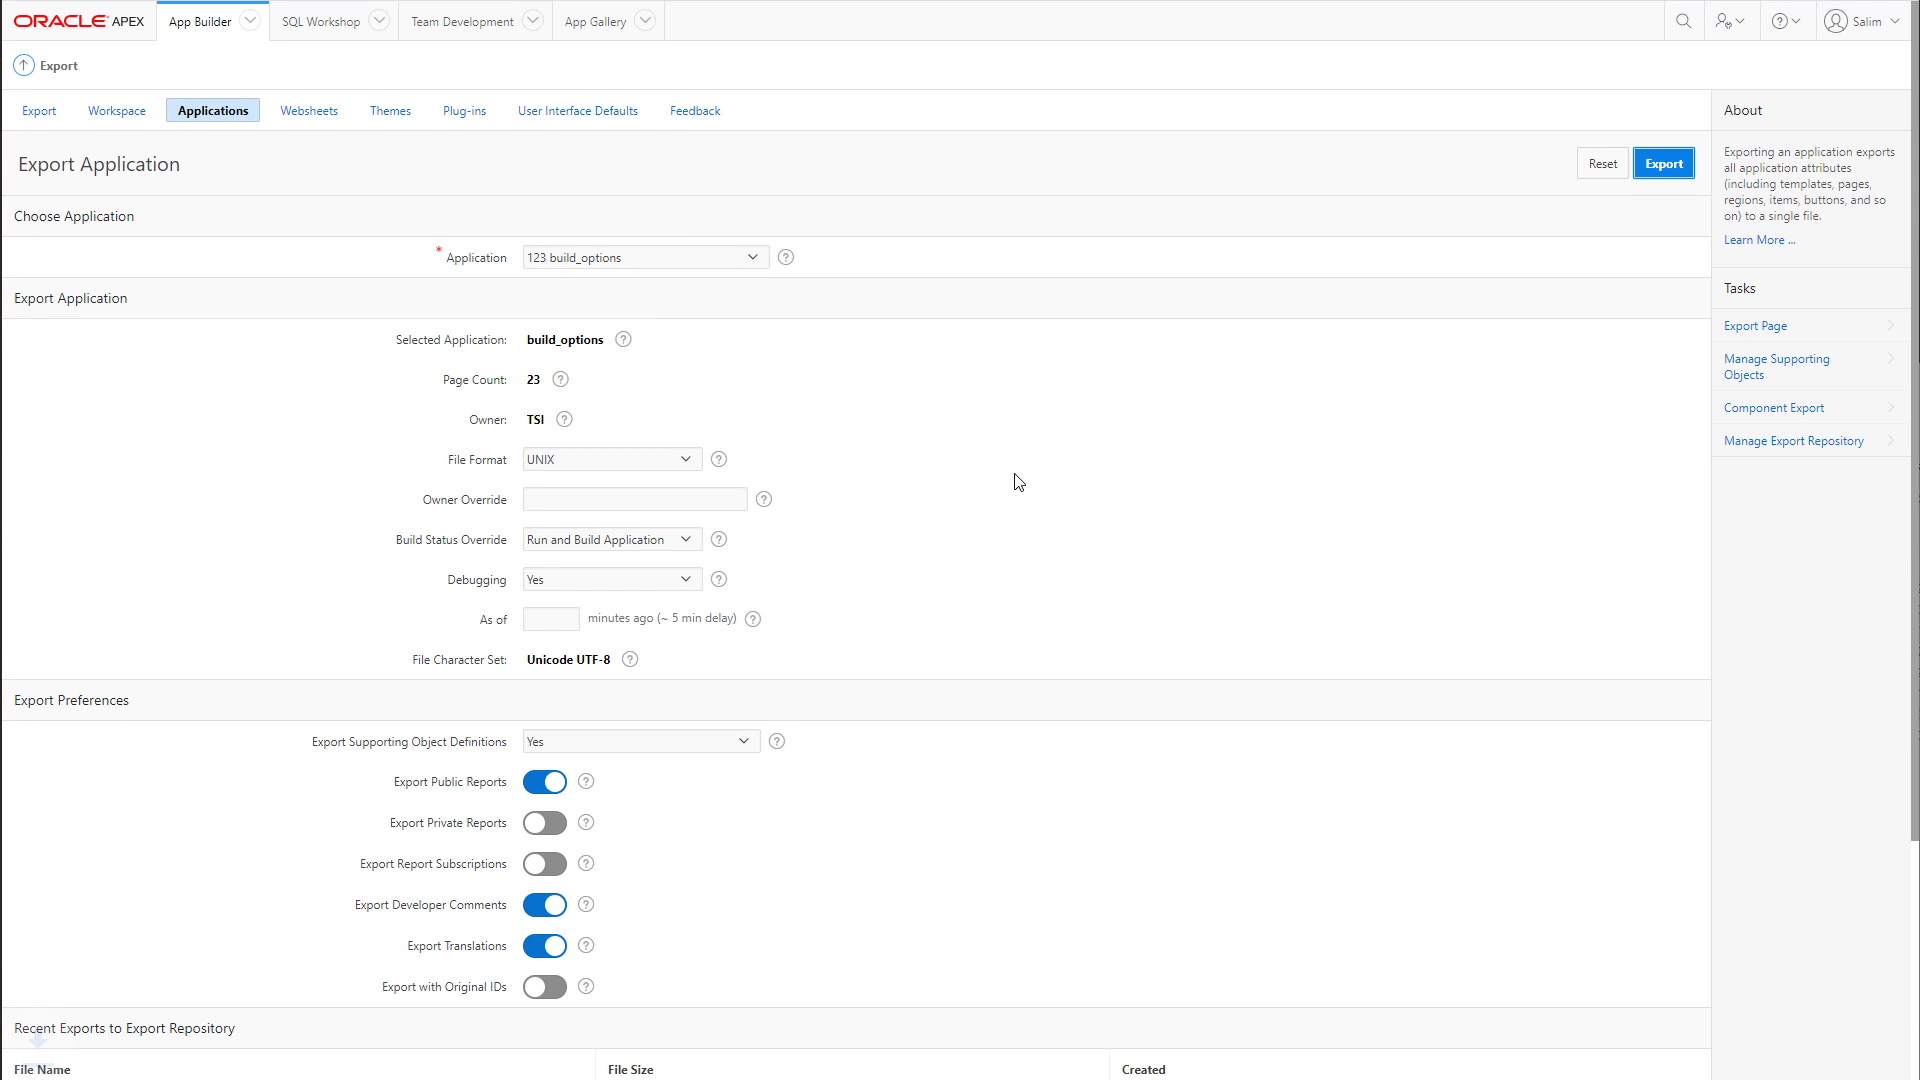 ORACLE APEX
App Builder
SQL Workshop
Team Development
App Gallery
Salim
Export
Export
Workspace
Applications
Websheets
Themes
Plug-ins
User Interface Defaults
Feedback
Export Application
Reset
Export
Choose Application
* Application
123 build_options
?
Export Application
Selected Application:
build_options
?
Page Count:
23
?
Owner:
TSI
?
File Format
UNIX
?
Owner Override
?
Build Status Override
Run and Build Application
?
Debugging
Yes
?
As of
minutes ago (~ 5 min delay)
?
File Character Set:
Unicode UTF-8
?
Export Preferences
Export Supporting Object Definitions
Yes
?
Export Public Reports
?
Export Private Reports
?
Export Report Subscriptions
?
Export Developer Comments
?
Export Translations
?
Export with Original IDs
?
Recent Exports to Export Repository
File Name
File Size
Created
About
Exporting an application exports
all application attributes
(including templates, pages,
regions, items, buttons, and so
on) to a single file.
Learn More ...
Tasks
Export Page
Manage Supporting
Objects
Component Export
Manage Export Repository